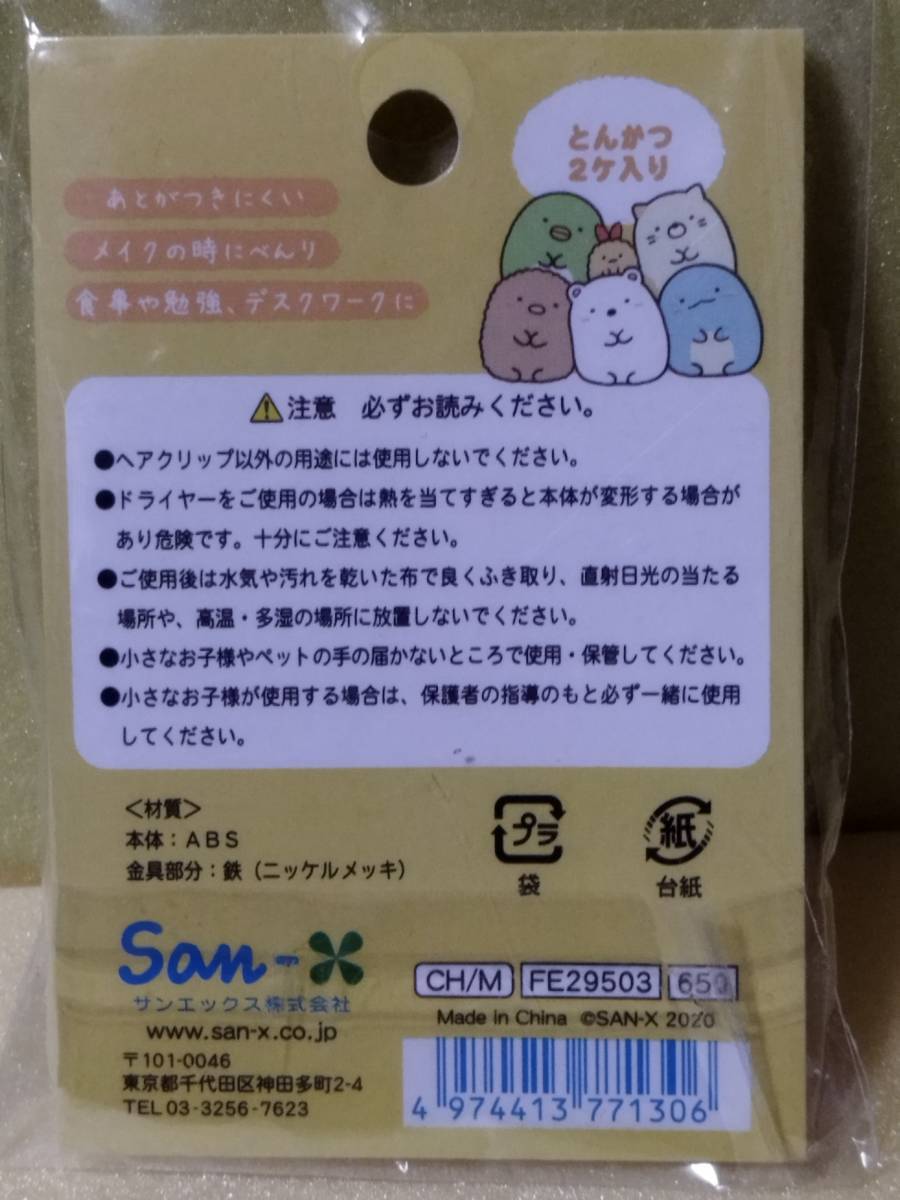 とんかつ
2ケ入り
あとがつきにくい
メイクの時にべんり
食事や勉強、デスクワークに
注意 必ずお読みください。
●ヘアクリップ以外の用途には使用しないでください。
●ドライヤーをご使用の場合は熱を当てすぎると本体が変形する場合が
あり危険です。十分にご注意ください。
●ご使用後は水気や汚れを乾いた布で良くふき取り、直射日光の当たる
場所や、高温・多湿の場所に放置しないでください。
●小さなお子様やペットの手の届かないところで使用・保管してください。
●小さなお子様が使用する場合は、保護者の指導のもと必ず一緒に使用
してください。
<材質>
本体：ABS
金具部分：鉄（ニッケルメッキ）
プラ
袋
紙
台紙
San-X
サンエックス株式会社
www.san-x.co.jp
〒101-0046
東京都千代田区神田多町2-4
TEL 03-3256-7623
CH/M FE29503 650
Made in China ©SAN-X 2020
4 974413 771306